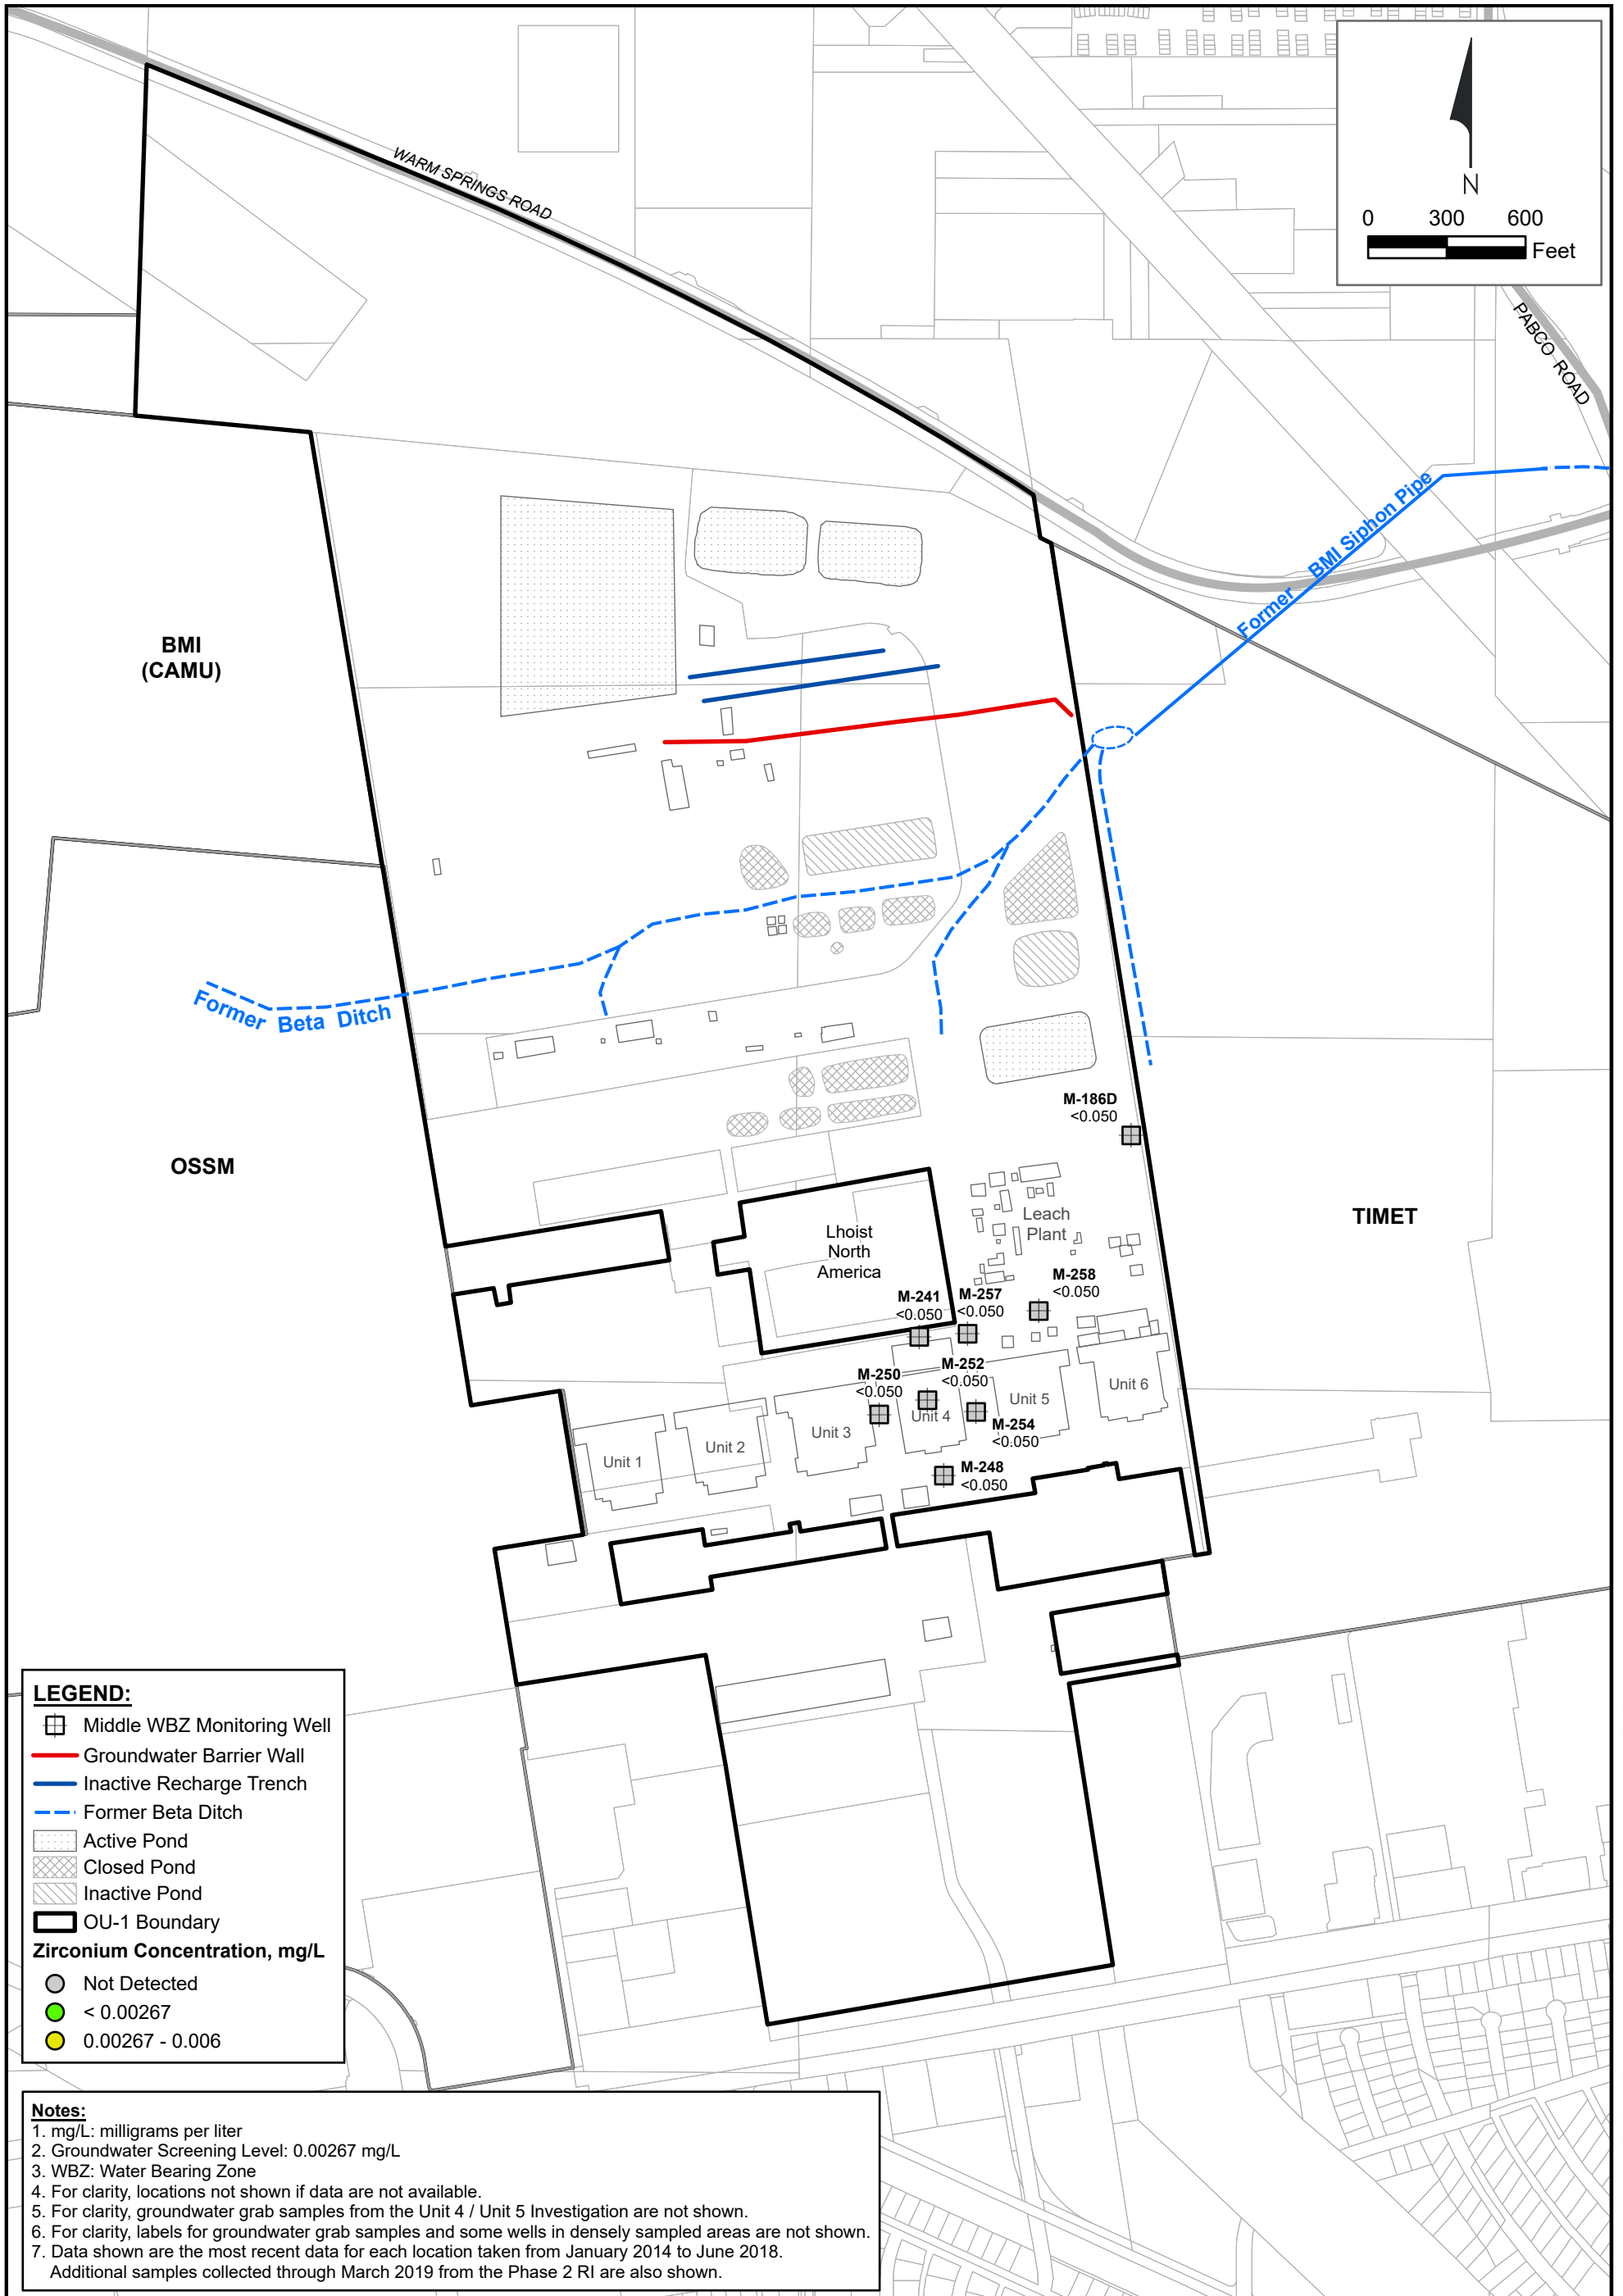 N
0 300 600
Feet
WARM SPRINGS ROAD
PABCO ROAD
Former BMI Siphon Pipe
BMI
(CAMU)
Former Beta Ditch
OSSM
TIMET
M-186D
<0.050
Leach
Plant
Lhoist
North
America
M-258
<0.050
M-241
<0.050
M-257
<0.050
M-250
<0.050
M-252
<0.050
M-254
<0.050
M-248
<0.050
Unit 1
Unit 2
Unit 3
Unit 4
Unit 5
Unit 6
LEGEND:
Middle WBZ Monitoring Well
Groundwater Barrier Wall
Inactive Recharge Trench
Former Beta Ditch
Active Pond
Closed Pond
Inactive Pond
OU-1 Boundary
Zirconium Concentration, mg/L
Not Detected
< 0.00267
0.00267 - 0.006
Notes:
1. mg/L: milligrams per liter
2. Groundwater Screening Level: 0.00267 mg/L
3. WBZ: Water Bearing Zone
4. For clarity, locations not shown if data are not available.
5. For clarity, groundwater grab samples from the Unit 4 / Unit 5 Investigation are not shown.
6. For clarity, labels for groundwater grab samples and some wells in densely sampled areas are not shown.
7. Data shown are the most recent data for each location taken from January 2014 to June 2018.
Additional samples collected through March 2019 from the Phase 2 RI are also shown.